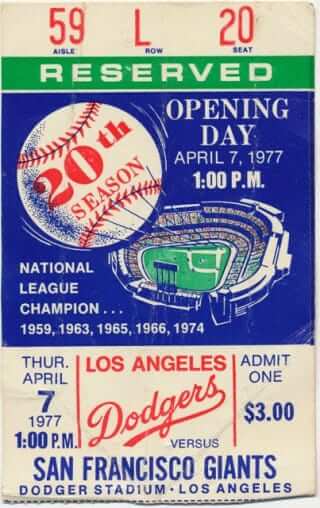 59 L 20
AISLE ROW SEAT
RESERVED
20th
SEASON
OPENING
DAY
APRIL 7, 1977
1:00 P.M.
NATIONAL
LEAGUE
CHAMPION . . .
1959, 1963, 1965, 1966, 1974
THUR.
APRIL
7
1977
1:00 P.M.
LOS ANGELES
Dodgers
VERSUS
ADMIT
ONE
$3.00
SAN FRANCISCO GIANTS
DODGER STADIUM · LOS ANGELES